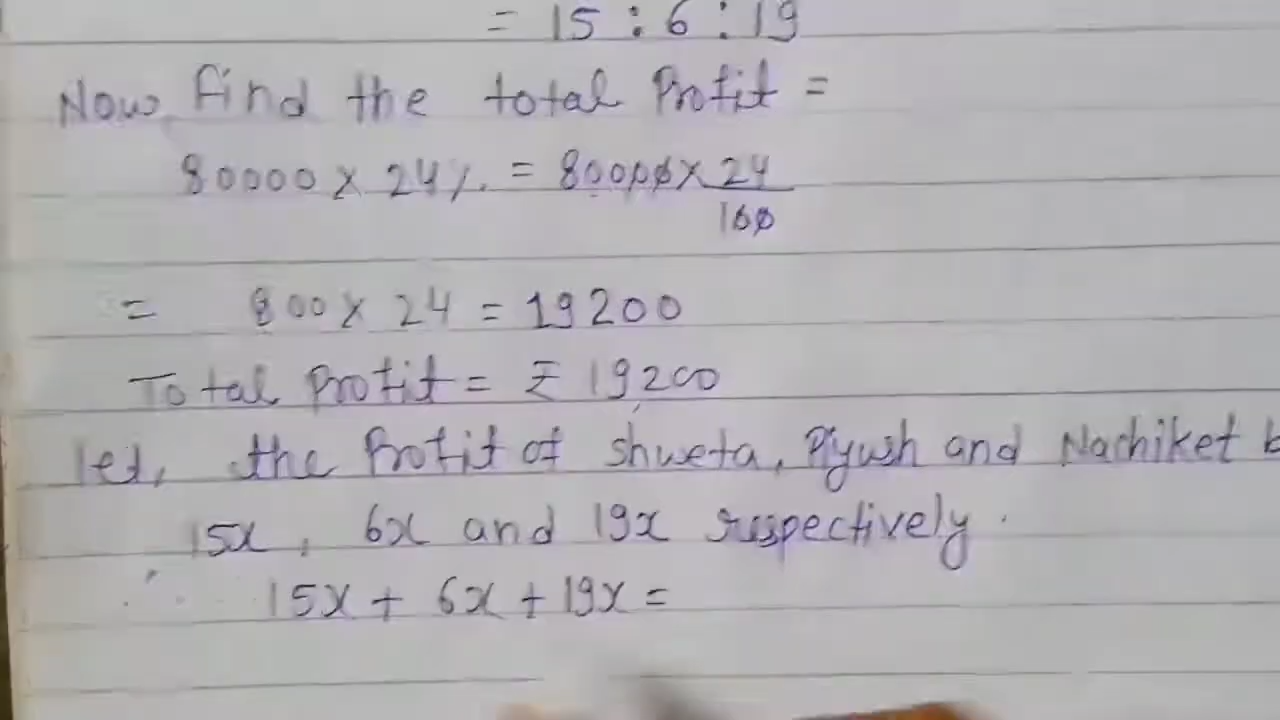 = 15 : 6 : 19
Now, find the total Profit =
80000 x 24%. = 80000 x 24/100
= 800 x 24 = 19200
Total Profit = ₹ 19200
let, the Profit of shweta, Piyush and Nachiket b
15x, 6x and 19x respectively.
15x + 6x + 19x =